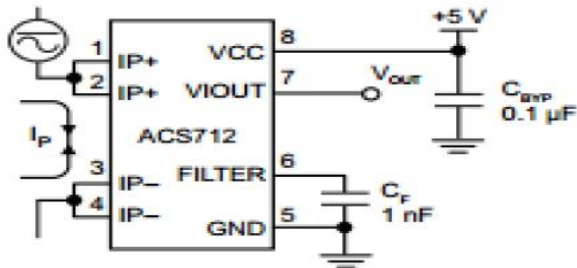 +5 V
1 IP+ VCC 8
2 IP+ VIOUT 7 VOUT
CBYP
0.1 µF
IP
ACS712
3 IP– FILTER 6
CF
1 nF
4 IP– GND 5